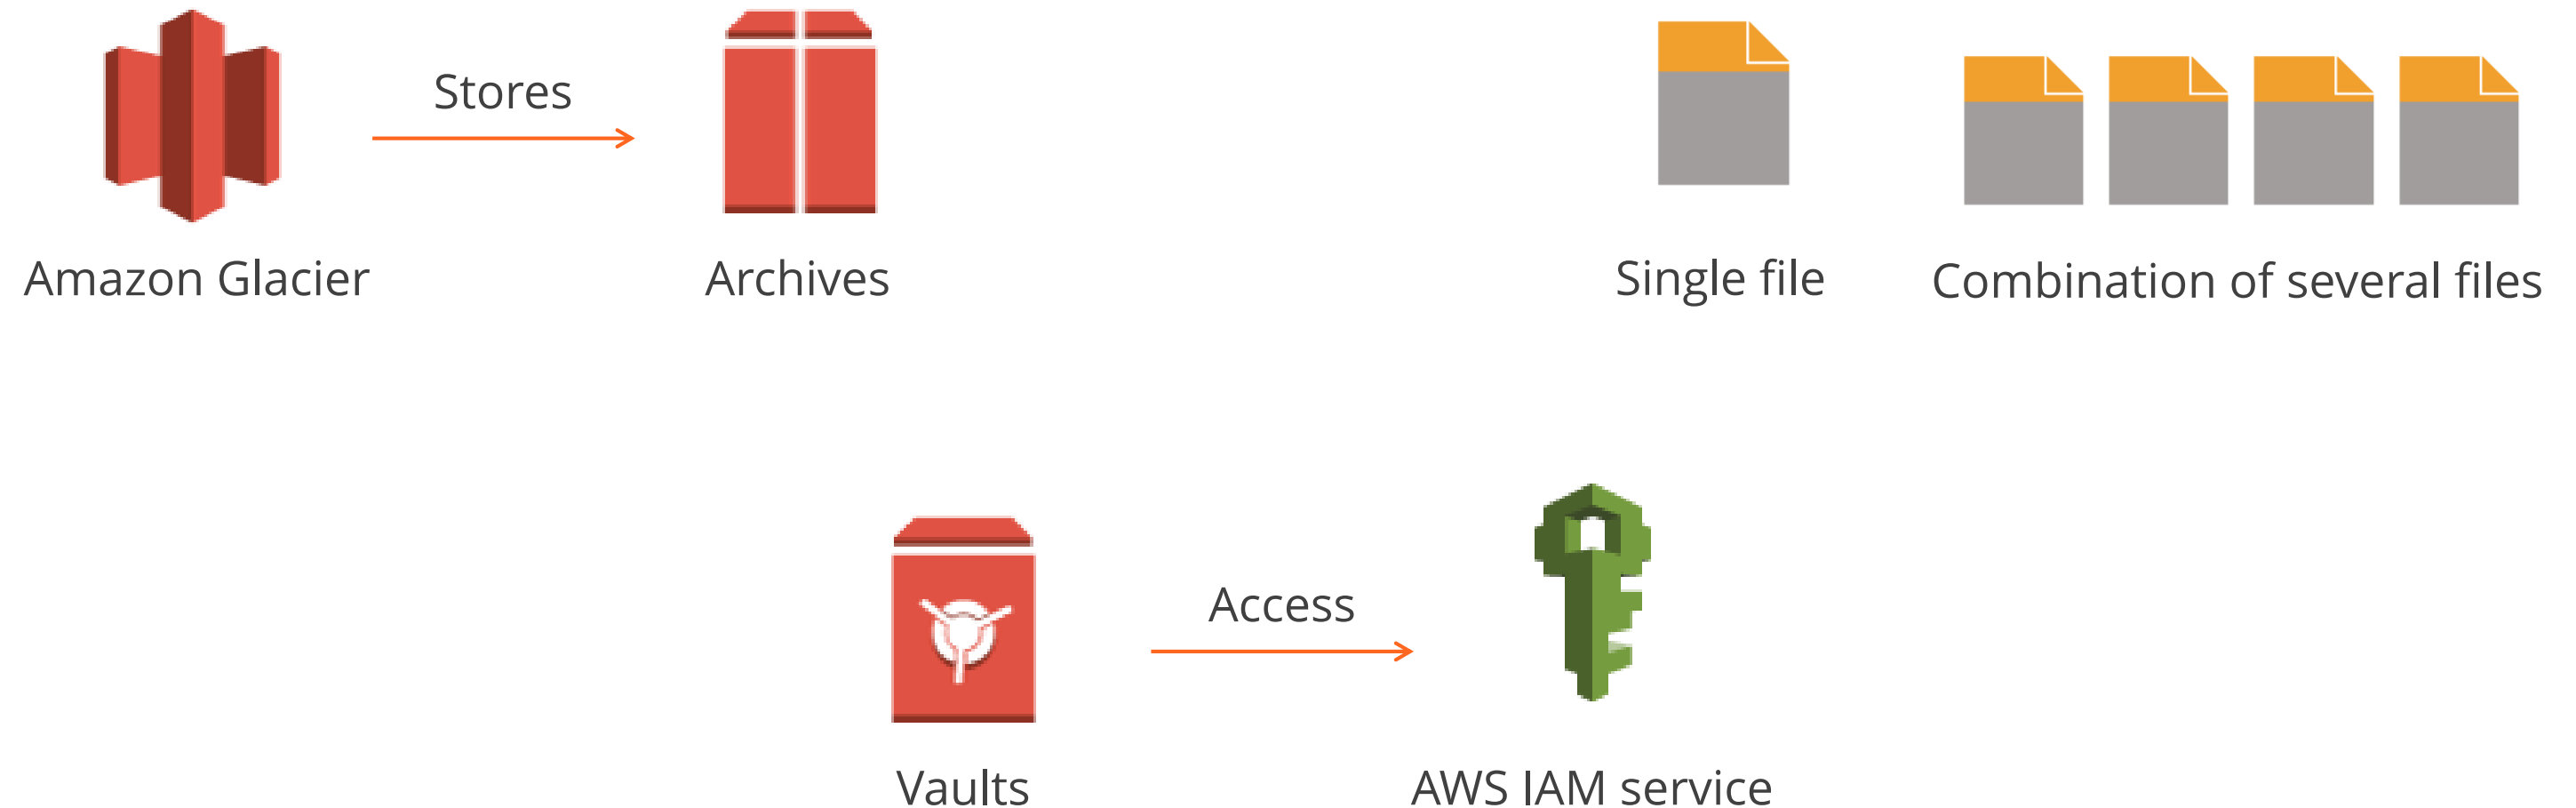 Stores
Amazon Glacier
Archives
Single file
Combination of several files
Access
Vaults
AWS IAM service